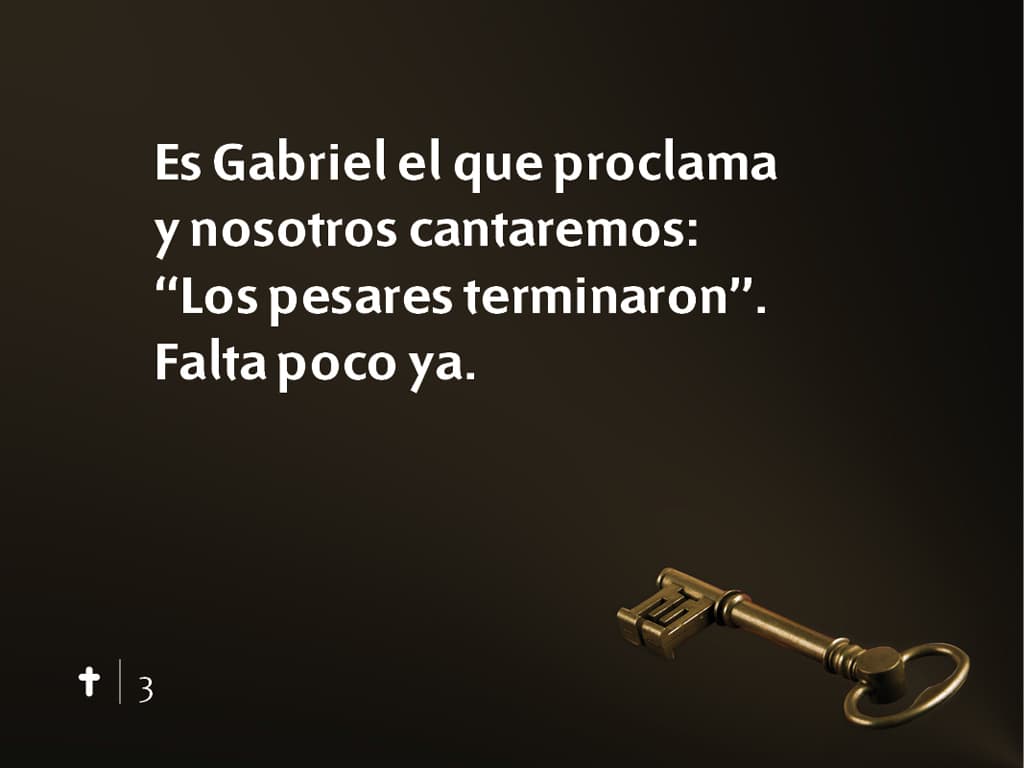 Es Gabriel el que proclama
y nosotros cantaremos:
“Los pesares terminaron”.
Falta poco ya.
3